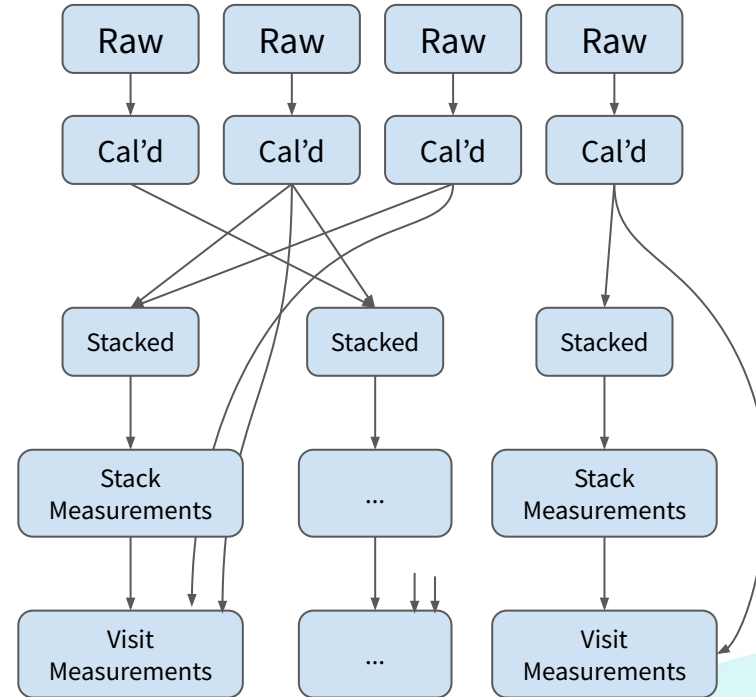 Raw
Raw
Raw
Raw
Cal’d
Cal’d
Cal’d
Cal’d
Stacked
Stacked
Stacked
Stack
Measurements
...
Stack
Measurements
Visit
Measurements
...
Visit
Measurements